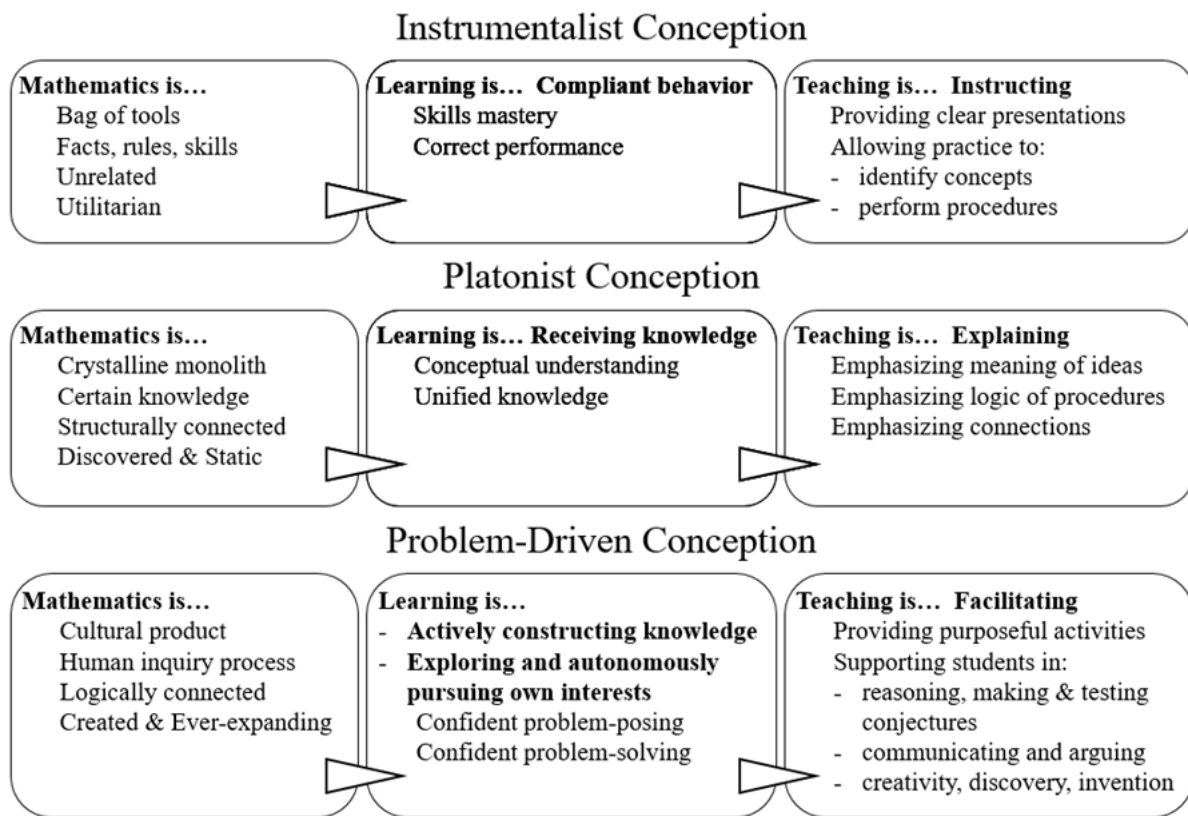 Instrumentalist Conception
Mathematics is…
Bag of tools
Facts, rules, skills
Unrelated
Utilitarian
Learning is… Compliant behavior
Skills mastery
Correct performance
Teaching is… Instructing
Providing clear presentations
Allowing practice to:
- identify concepts
- perform procedures
Platonist Conception
Mathematics is…
Crystalline monolith
Certain knowledge
Structurally connected
Discovered & Static
Learning is… Receiving knowledge
Conceptual understanding
Unified knowledge
Teaching is… Explaining
Emphasizing meaning of ideas
Emphasizing logic of procedures
Emphasizing connections
Problem-Driven Conception
Mathematics is…
Cultural product
Human inquiry process
Logically connected
Created & Ever-expanding
Learning is…
- Actively constructing knowledge
- Exploring and autonomously
pursuing own interests
Confident problem-posing
Confident problem-solving
Teaching is… Facilitating
Providing purposeful activities
Supporting students in:
- reasoning, making & testing
conjectures
- communicating and arguing
- creativity, discovery, invention